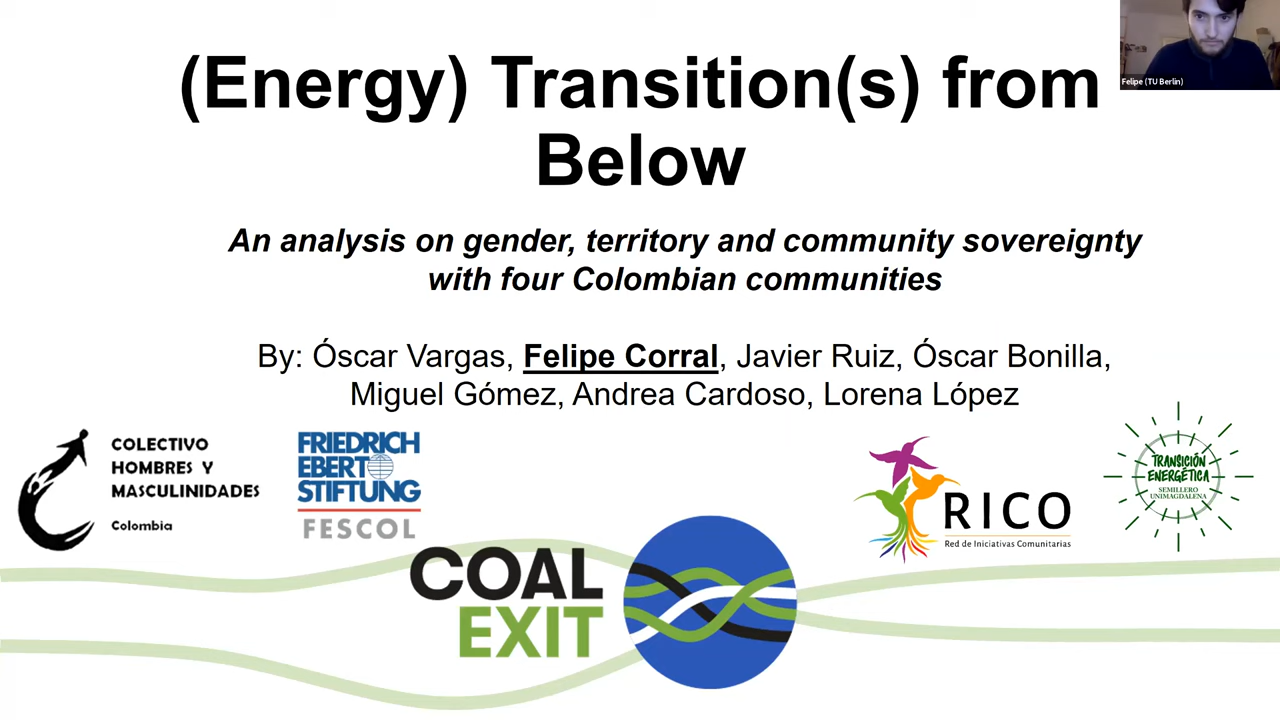 (Energy) Transition(s) from
Below
Felipe (TU Berlin)
An analysis on gender, territory and community sovereignty
with four Colombian communities
By: Óscar Vargas, Felipe Corral, Javier Ruiz, Óscar Bonilla,
Miguel Gómez, Andrea Cardoso, Lorena López
COLECTIVO
HOMBRES Y
MASCULINIDADES
Colombia
FRIEDRICH
EBERT
STIFTUNG
FESCOL
COAL
EXIT
RICO
Red de Iniciativas Comunitarias
TRANSICIÓN
ENERGÉTICA
SEMILLERO
UNIMAGDALENA